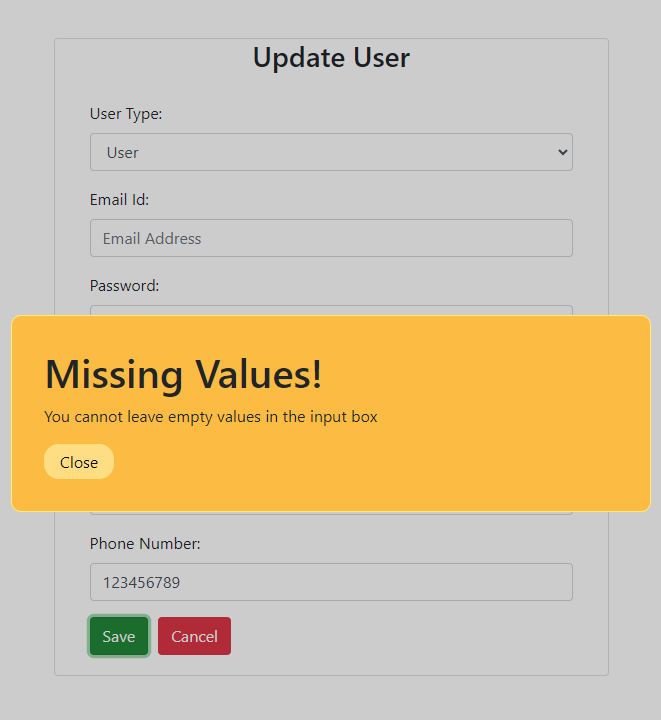 Update User
User Type:
User
Email Id:
Email Address
Password:
Missing Values!
You cannot leave empty values in the input box
Close
Phone Number:
123456789
Save Cancel